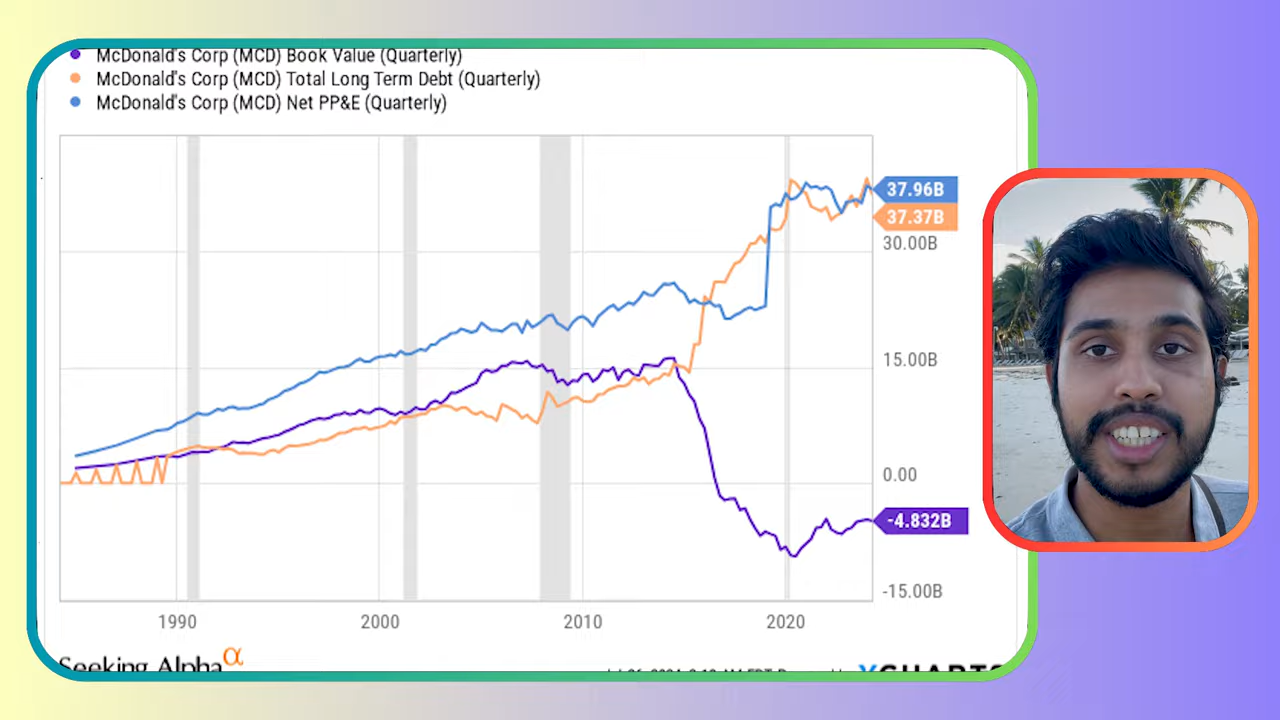 McDonald's Corp (MCD) Book Value (Quarterly)
McDonald's Corp (MCD) Total Long Term Debt (Quarterly)
McDonald's Corp (MCD) Net PP&E (Quarterly)
37.96B
37.37B
30.00B
15.00B
0.00
-4.832B
-15.00B
1990 2000 2010 2020
Seeking Alpha α
YCHARTS